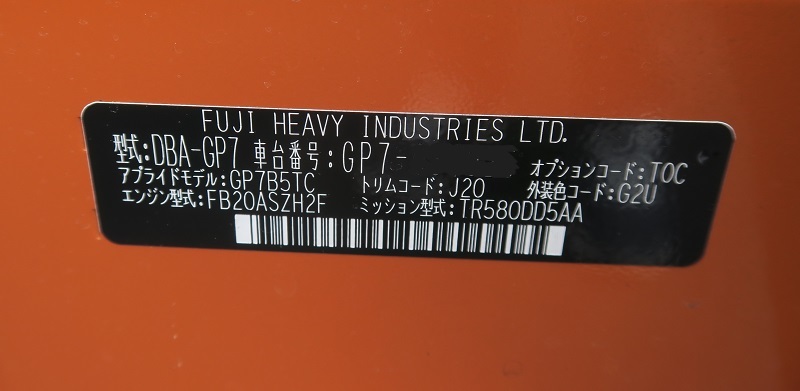 FUJI HEAVY INDUSTRIES LTD.
型式:DBA-GP7 車台番号:GP7- オプションコード:TOC
アプライドモデル:GP7B5TC トリムコード:J20 外装色コード:G2U
エンジン型式:FB20ASZH2F ミッション型式:TR580DD5AA